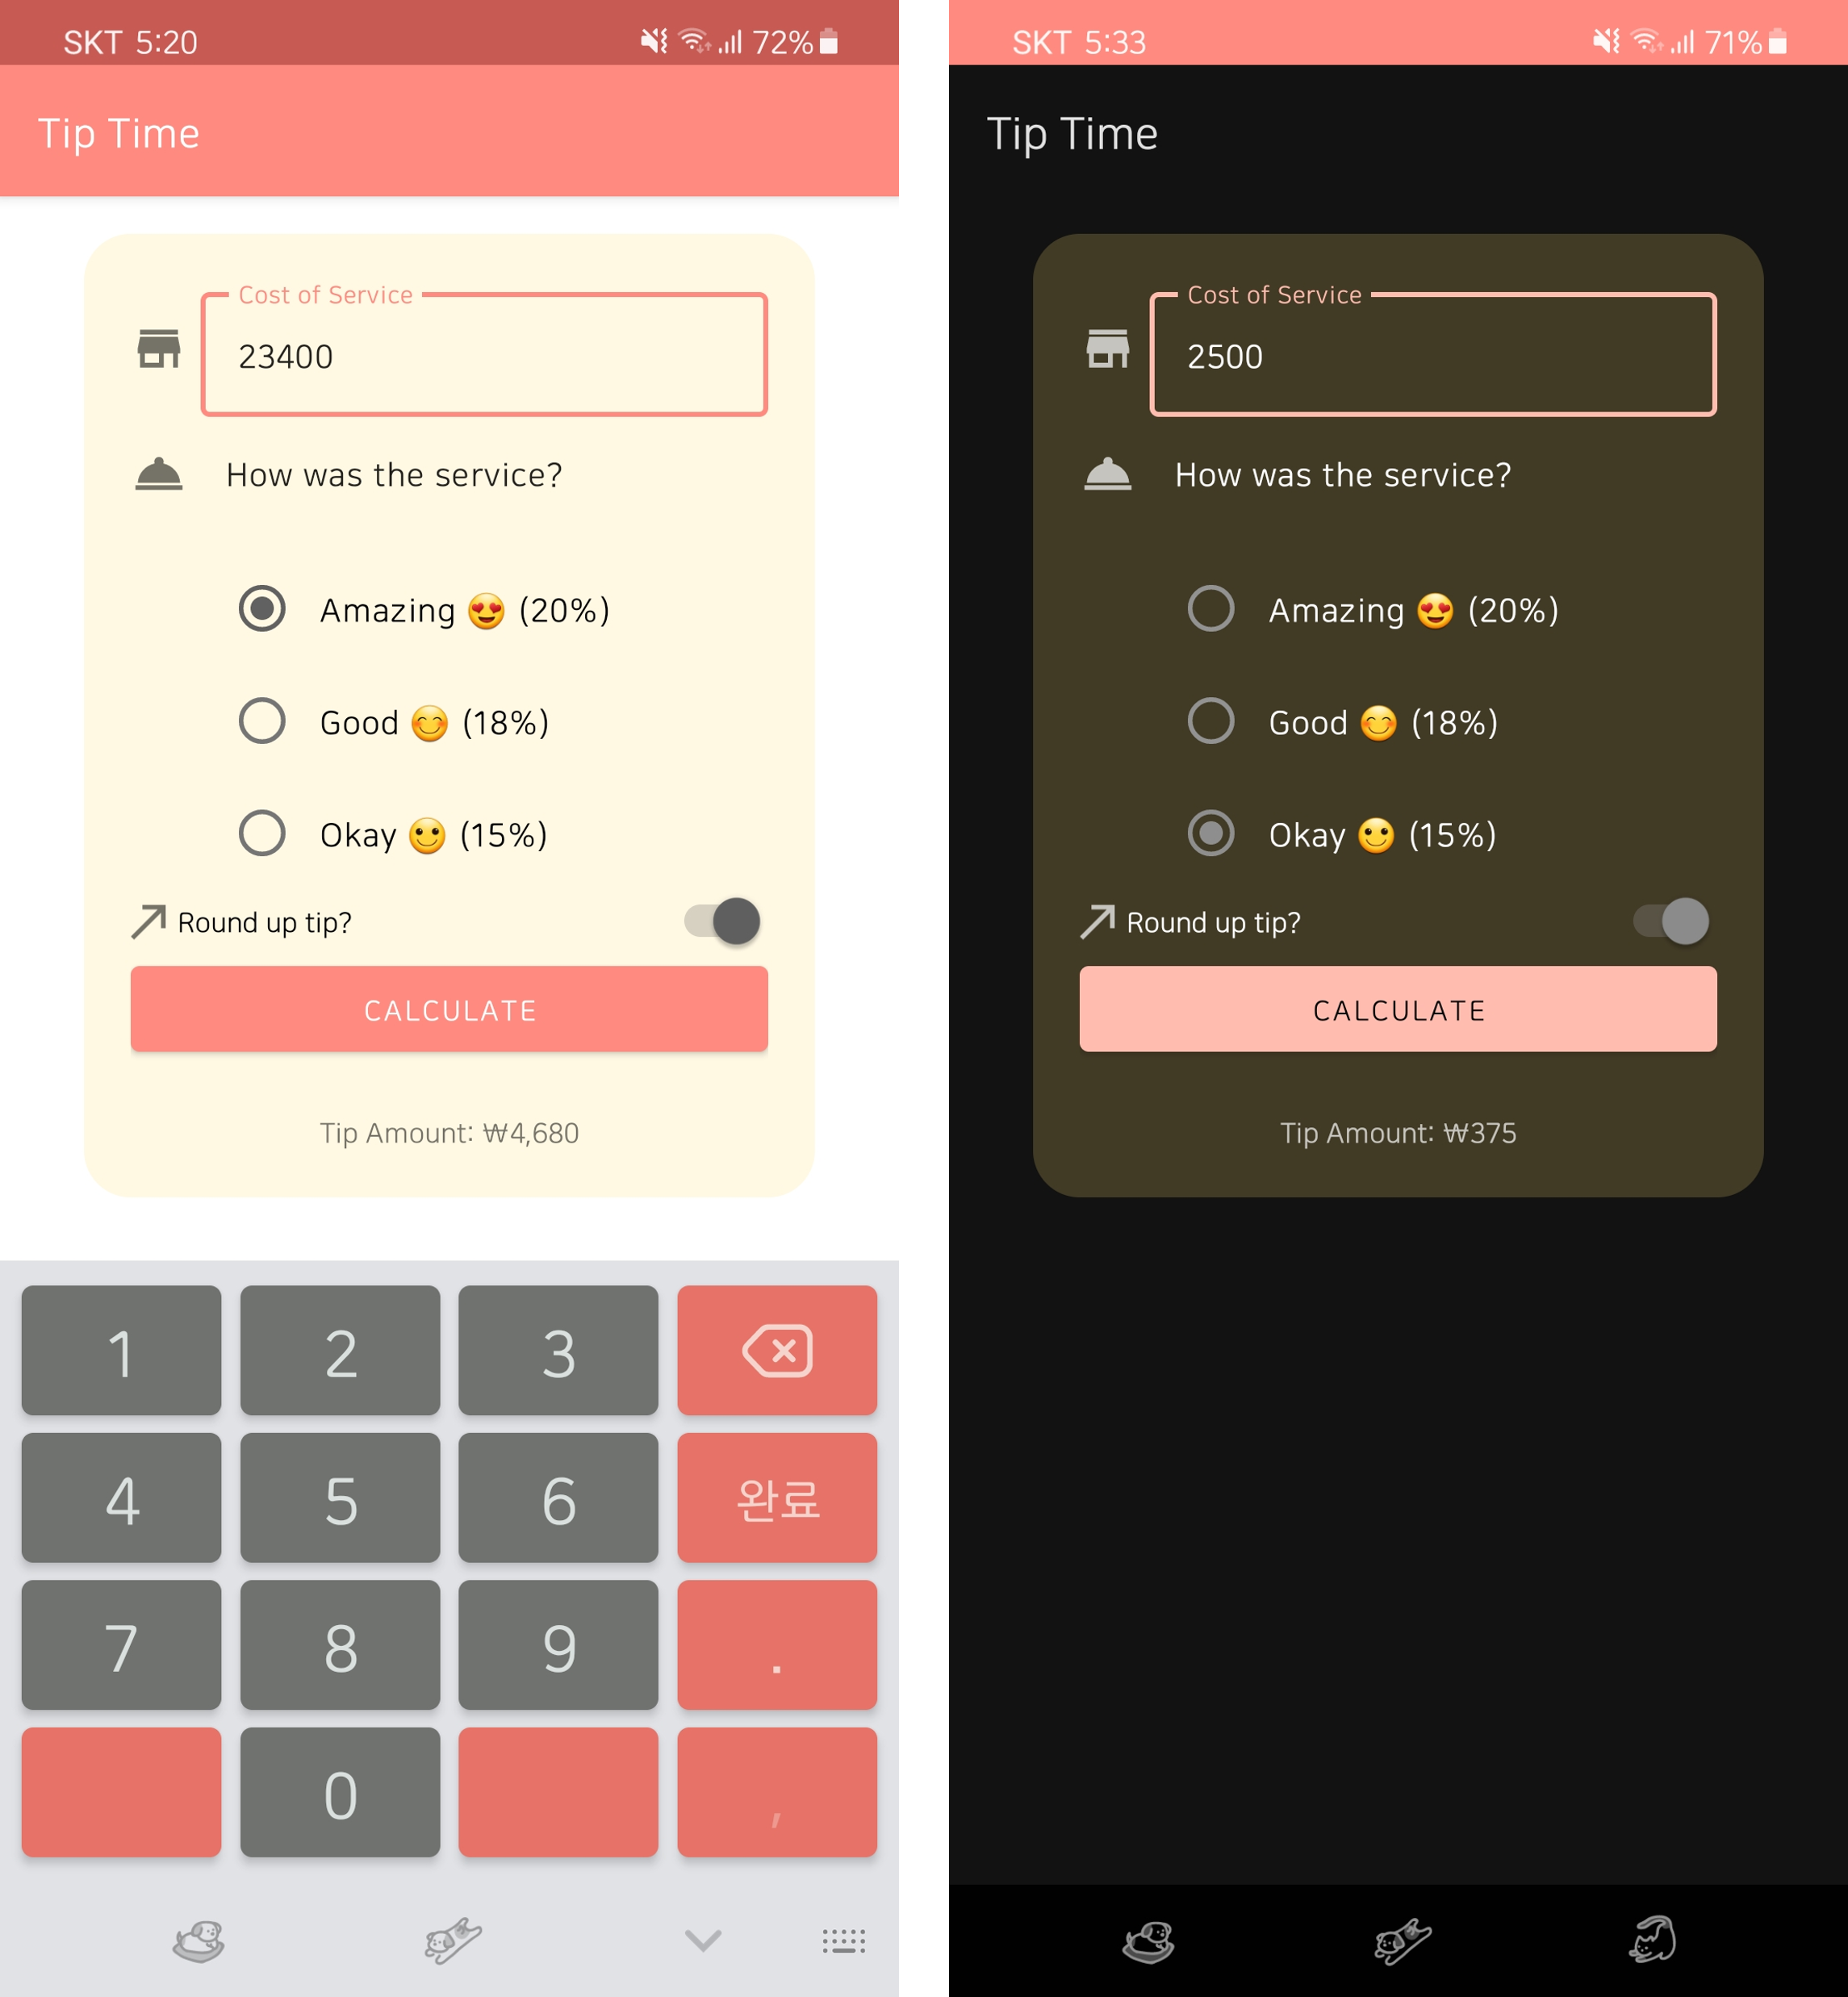 SKT 5:20 72%
Tip Time
Cost of Service
23400
How was the service?
Amazing 😍 (20%)
Good 😊 (18%)
Okay 🙂 (15%)
Round up tip?
CALCULATE
Tip Amount: ₩4,680
1 2 3
4 5 6 완료
7 8 9 .
0 ,
SKT 5:33 71%
Tip Time
Cost of Service
2500
How was the service?
Amazing 😍 (20%)
Good 😊 (18%)
Okay 🙂 (15%)
Round up tip?
CALCULATE
Tip Amount: ₩375